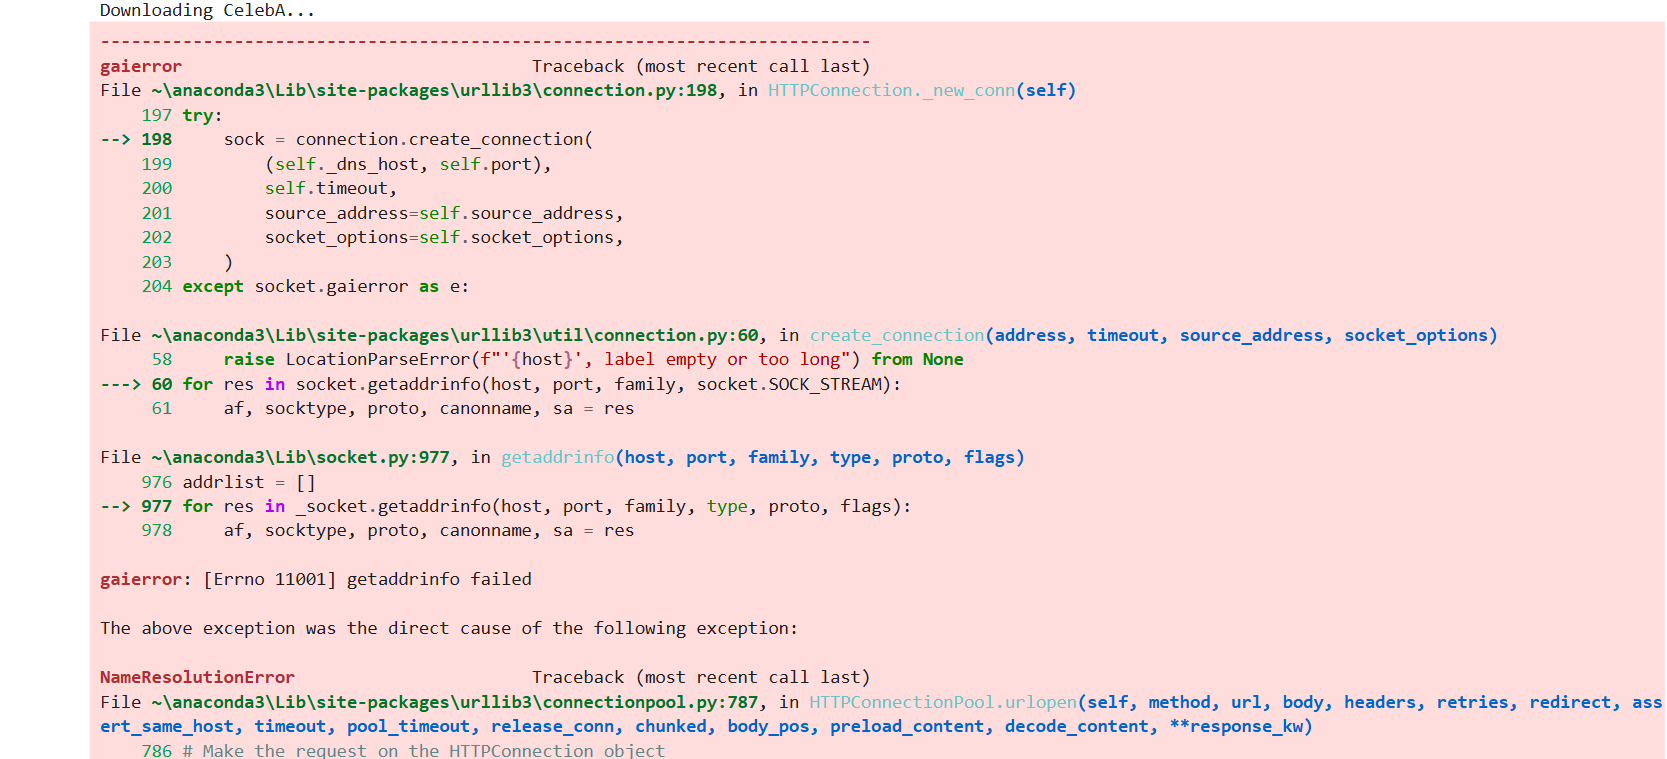 Downloading CelebA...
---------------------------------------------------------------------------
gaierror                                  Traceback (most recent call last)
File ~\anaconda3\Lib\site-packages\urllib3\connection.py:198, in HTTPConnection._new_conn(self)
    197 try:
--> 198     sock = connection.create_connection(
    199         (self._dns_host, self.port),
    200         self.timeout,
    201         source_address=self.source_address,
    202         socket_options=self.socket_options,
    203     )
    204 except socket.gaierror as e:
File ~\anaconda3\Lib\site-packages\urllib3\util\connection.py:60, in create_connection(address, timeout, source_address, socket_options)
     58     raise LocationParseError(f"'{host}', label empty or too long") from None
---> 60 for res in socket.getaddrinfo(host, port, family, socket.SOCK_STREAM):
     61     af, socktype, proto, canonname, sa = res
File ~\anaconda3\Lib\socket.py:977, in getaddrinfo(host, port, family, type, proto, flags)
    976 addrlist = []
--> 977 for res in _socket.getaddrinfo(host, port, family, type, proto, flags):
    978     af, socktype, proto, canonname, sa = res
gaierror: [Errno 11001] getaddrinfo failed
The above exception was the direct cause of the following exception:
NameResolutionError                       Traceback (most recent call last)
File ~\anaconda3\Lib\site-packages\urllib3\connectionpool.py:787, in HTTPConnectionPool.urlopen(self, method, url, body, headers, retries, redirect, ass
ert_same_host, timeout, pool_timeout, release_conn, chunked, body_pos, preload_content, decode_content, **response_kw)
    786 # Make the request on the HTTPConnection object